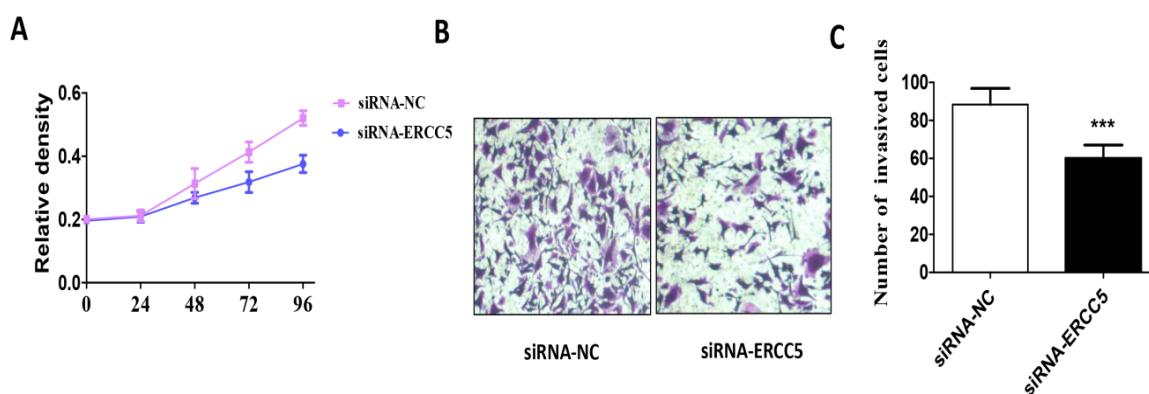 A
Relative density
0.6
0.4
0.2
0.0
0 24 48 72 96
siRNA-NC
siRNA-ERCC5
B
siRNA-NC siRNA-ERCC5
C
Number of invasived cells
100
80
60
40
20
0
***
siRNA-NC
siRNA-ERCC5